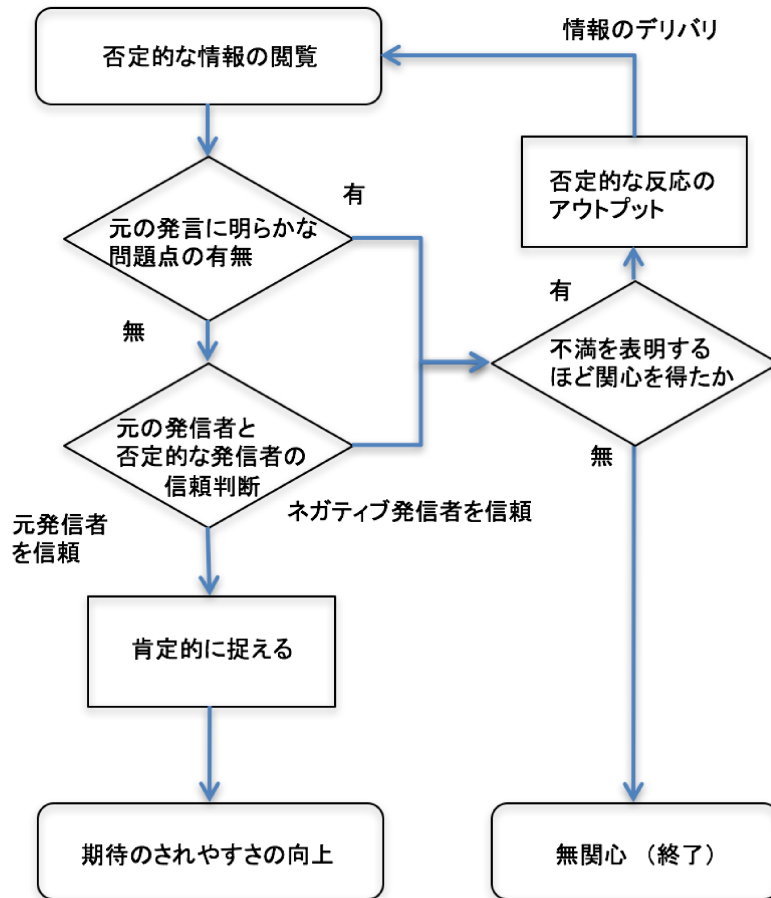 情報のデリバリ
否定的な情報の閲覧
有
否定的な反応の
アウトプット
元の発言に明らかな
問題点の有無
有
無
不満を表明する
ほど関心を得たか
元の発信者と
否定的な発信者の
信頼判断
無
ネガティブ発信者を信頼
元発信者
を信頼
肯定的に捉える
期待のされやすさの向上
無関心 （終了）